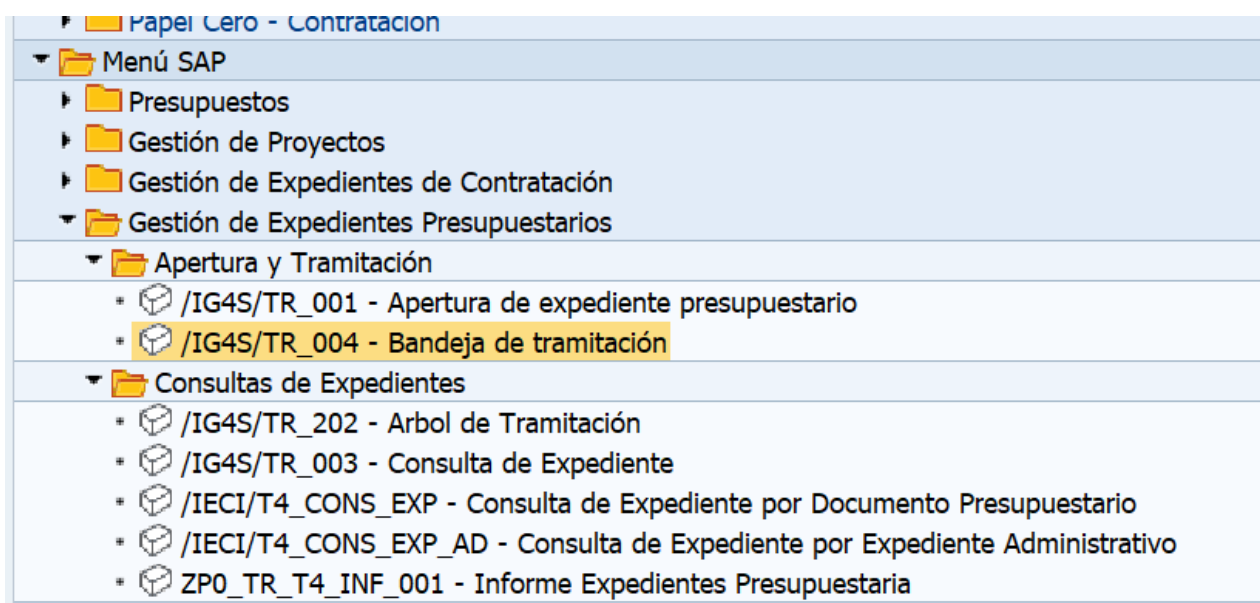 Papel Cero - Contratación
Menú SAP
Presupuestos
Gestión de Proyectos
Gestión de Expedientes de Contratación
Gestión de Expedientes Presupuestarios
Apertura y Tramitación
/IG4S/TR_001 - Apertura de expediente presupuestario
/IG4S/TR_004 - Bandeja de tramitación
Consultas de Expedientes
/IG4S/TR_202 - Arbol de Tramitación
/IG4S/TR_003 - Consulta de Expediente
/IECI/T4_CONS_EXP - Consulta de Expediente por Documento Presupuestario
/IECI/T4_CONS_EXP_AD - Consulta de Expediente por Expediente Administrativo
ZP0_TR_T4_INF_001 - Informe Expedientes Presupuestaria